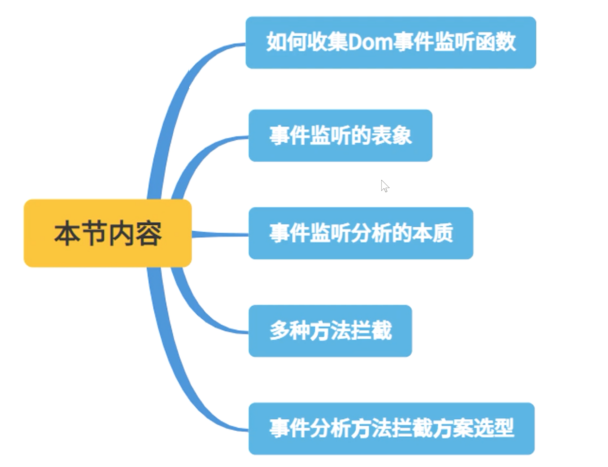 如何收集Dom事件监听函数
事件监听的表象
本节内容
事件监听分析的本质
多种方法拦截
事件分析方法拦截方案选型